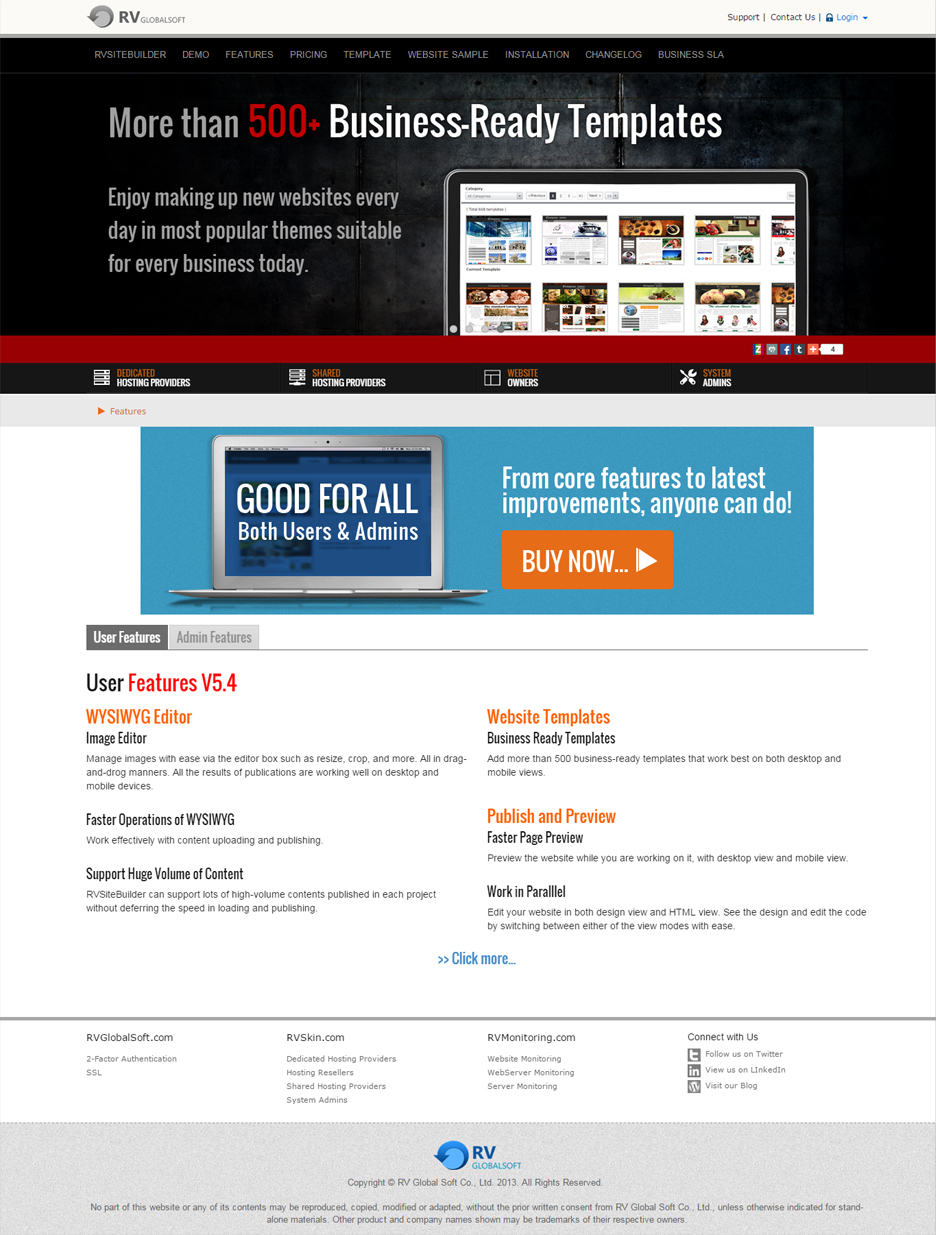 RV GLOBALSOFT
Support | Contact Us | Login
RVSITEBUILDER DEMO FEATURES PRICING TEMPLATE WEBSITE SAMPLE INSTALLATION CHANGELOG BUSINESS SLA
More than 500+ Business-Ready Templates
Enjoy making up new websites every
day in most popular themes suitable
for every business today.
Category
All Categories
Current Template
4
DEDICATED
HOSTING PROVIDERS
SHARED
HOSTING PROVIDERS
WEBSITE
OWNERS
SYSTEM
ADMINS
Features
GOOD FOR ALL
Both Users & Admins
From core features to latest
improvements, anyone can do!
BUY NOW...
User Features Admin Features
User Features V5.4
WYSIWYG Editor
Image Editor
Manage images with ease via the editor box such as resize, crop, and more. All in drag-
and-drog manners. All the results of publications are working well on desktop and
mobile devices.
Faster Operations of WYSIWYG
Work effectively with content uploading and publishing.
Support Huge Volume of Content
RVSiteBuilder can support lots of high-volume contents published in each project
without deferring the speed in loading and publishing.
Website Templates
Business Ready Templates
Add more than 500 business-ready templates that work best on both desktop and
mobile views.
Publish and Preview
Faster Page Preview
Preview the website while you are working on it, with desktop view and mobile view.
Work in Paralllel
Edit your website in both design view and HTML view. See the design and edit the code
by switching between either of the view modes with ease.
>> Click more...
RVGlobalSoft.com
2-Factor Authentication
SSL
RVSkin.com
Dedicated Hosting Providers
Hosting Resellers
Shared Hosting Providers
System Admins
RVMonitoring.com
Website Monitoring
WebServer Monitoring
Server Monitoring
Connect with Us
Follow us on Twitter
View us on LInkedIn
Visit our Blog
RV
GLOBALSOFT
Copyright © RV Global Soft Co., Ltd. 2013. All Rights Reserved.
No part of this website or any of its contents may be reproduced, copied, modified or adapted, without the prior written consent from RV Global Soft Co., Ltd., unless otherwise indicated for stand-
alone materials. Other product and company names shown may be trademarks of their respective owners.